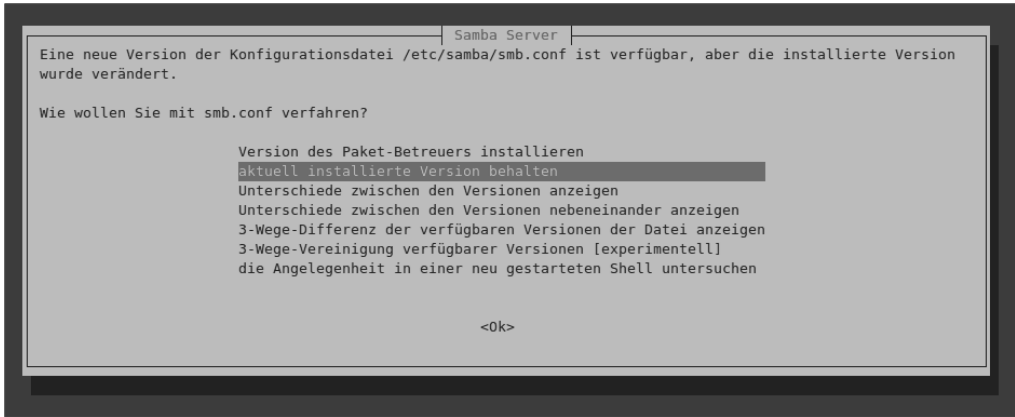 Samba Server
Eine neue Version der Konfigurationsdatei /etc/samba/smb.conf ist verfügbar, aber die installierte Version
wurde verändert.
Wie wollen Sie mit smb.conf verfahren?
Version des Paket-Betreuers installieren
aktuell installierte Version behalten
Unterschiede zwischen den Versionen anzeigen
Unterschiede zwischen den Versionen nebeneinander anzeigen
3-Wege-Differenz der verfügbaren Versionen der Datei anzeigen
3-Wege-Vereinigung verfügbarer Versionen [experimentell]
die Angelegenheit in einer neu gestarteten Shell untersuchen
<Ok>